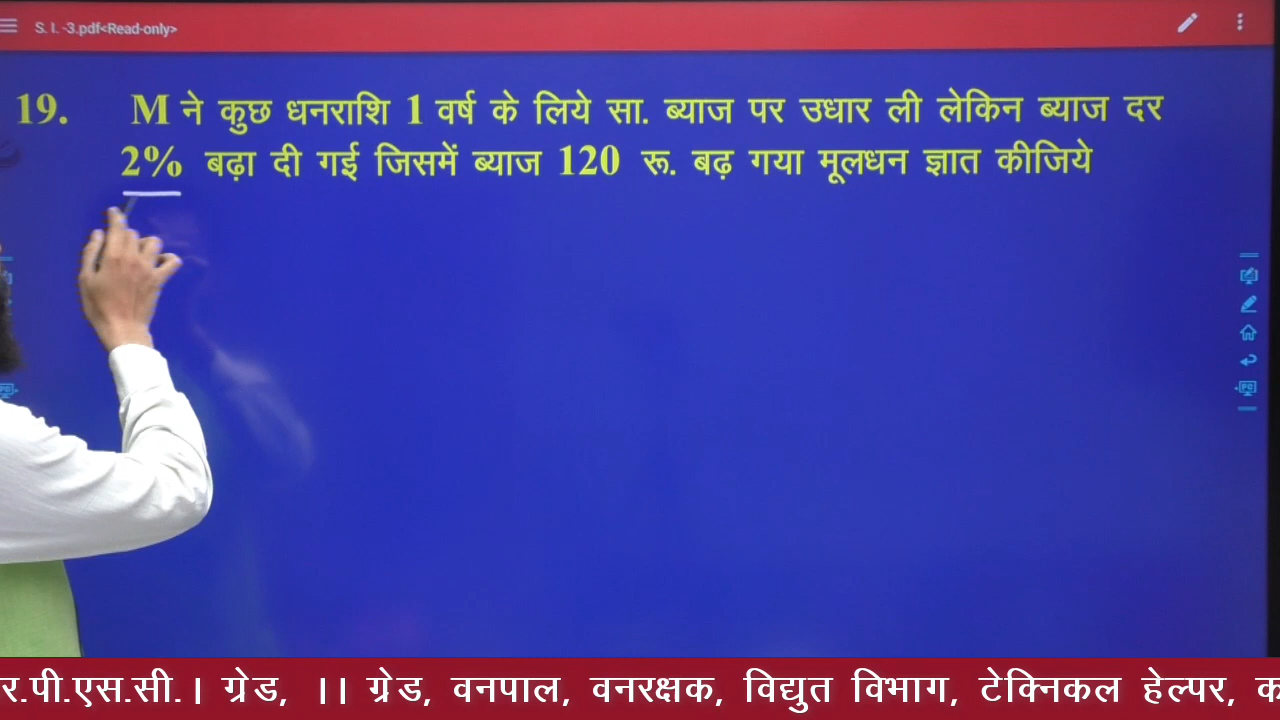 S. I. -3.pdf<Read-only>
19. M ने कुछ धनराशि 1 वर्ष के लिये सा. ब्याज पर उधार ली लेकिन ब्याज दर
2% बढ़ा दी गई जिसमें ब्याज 120 रू. बढ़ गया मूलधन ज्ञात कीजिये
र.पी.एस.सी. I ग्रेड, II ग्रेड, वनपाल, वनरक्षक, विद्युत विभाग, टेक्निकल हेल्पर, क